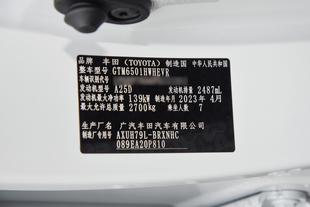 品牌 丰田 (TOYOTA) 制造国 中华人民共和国
整车型号 GTM6501HWHEVR
车辆识别代号
发动机型号 A25D 发动机排量 2487mL
发动机最大净功率 139kW 制造年月 2023年4月
最大允许总质量 2700kg 乘坐人数 7
生产厂名 广汽丰田汽车有限公司
制造型号 AXUH79L-BRXNHC
089EA20P810